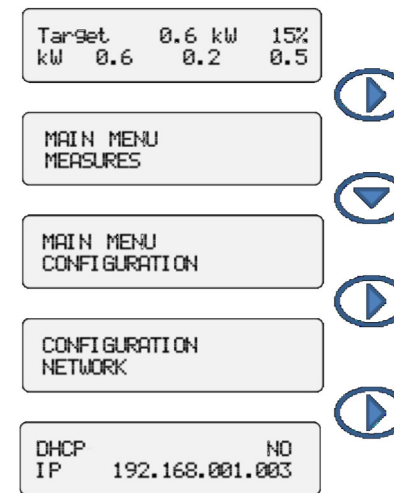 Target 0.6 kW 15%
kW 0.6 0.2 0.5
MAIN MENU
MEASURES
MAIN MENU
CONFIGURATION
CONFIGURATION
NETWORK
DHCP NO
IP 192.168.001.003